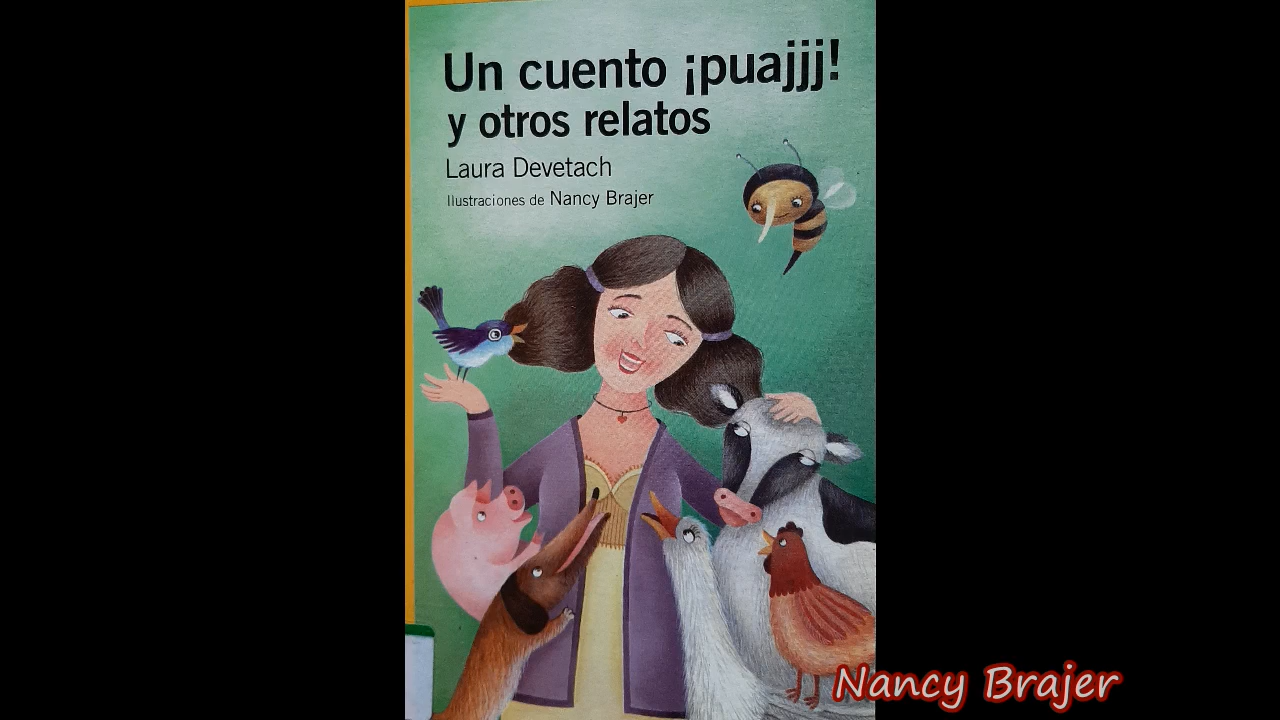 Un cuento ¡puajjj!
y otros relatos
Laura Devetach
Ilustraciones de Nancy Brajer
Nancy Brajer